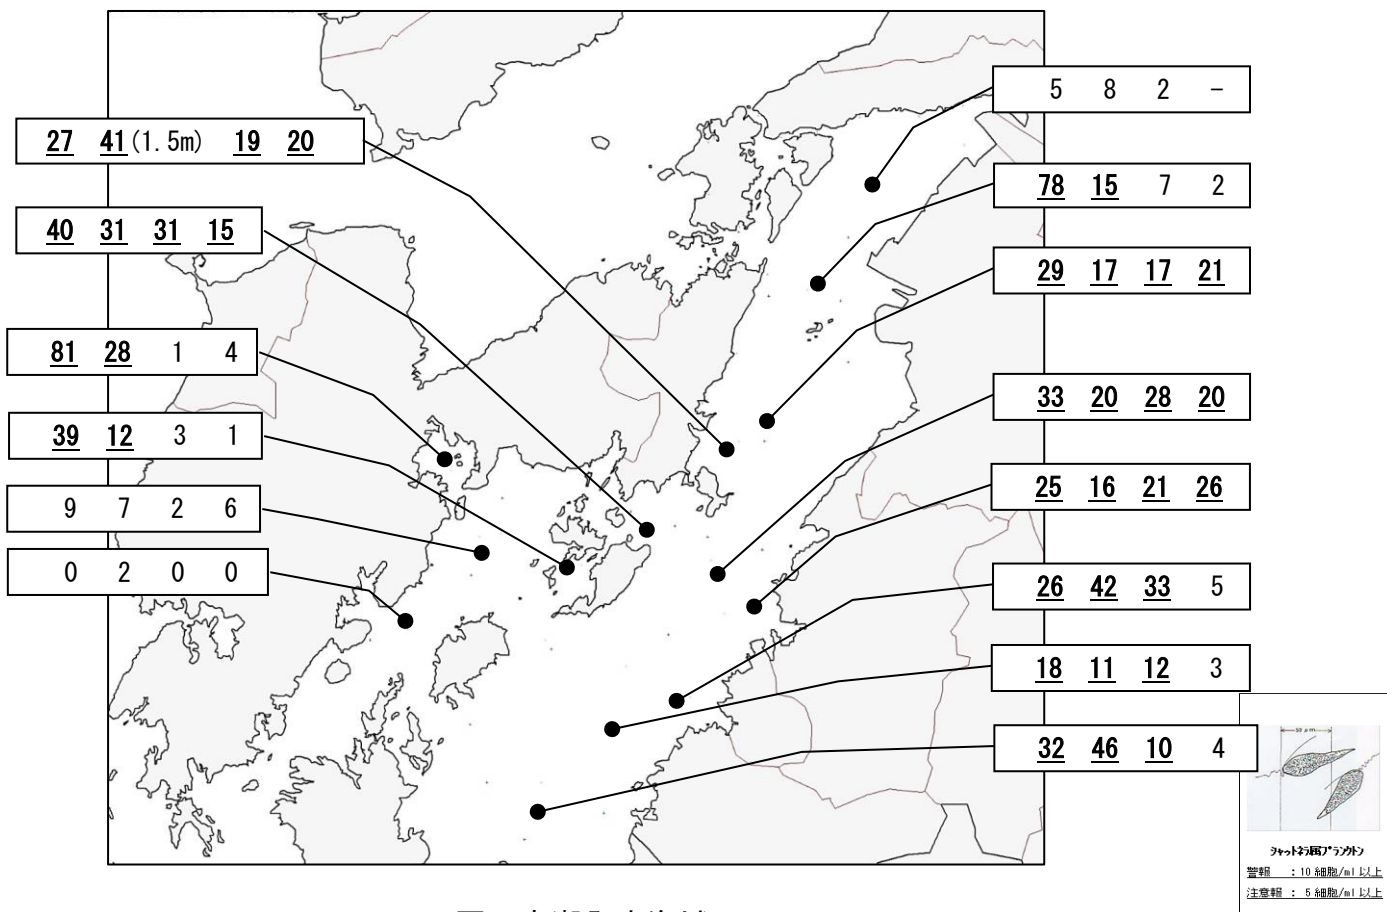 5 8 2 -
27 41(1.5m) 19 20
78 15 7 2
40 31 31 15
29 17 17 21
81 28 1 4
33 20 28 20
39 12 3 1
25 16 21 26
9 7 2 6
0 2 0 0
26 42 33 5
18 11 12 3
32 46 10 4
50 μm
シャットネラ属プランクトン
警報 : 10 細胞/ml 以上
注意報 : 5 細胞/ml 以上